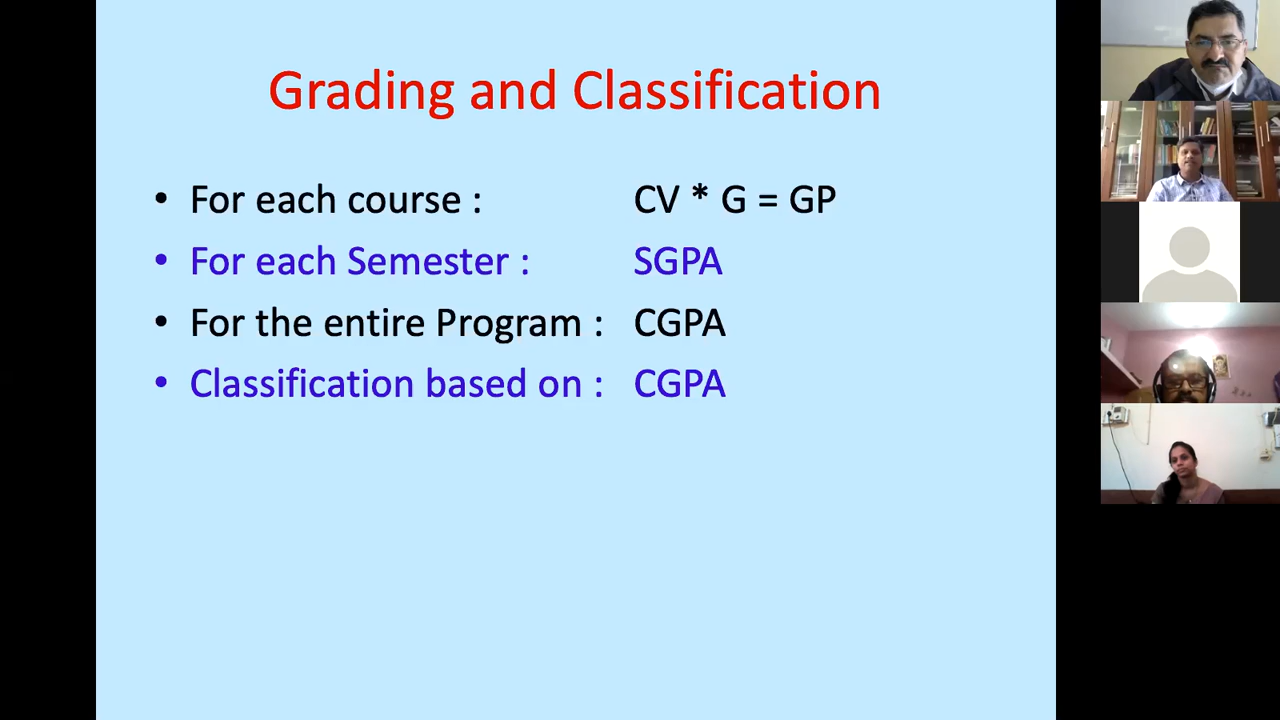 Grading and Classification
• For each course : CV * G = GP
• For each Semester : SGPA
• For the entire Program : CGPA
• Classification based on : CGPA